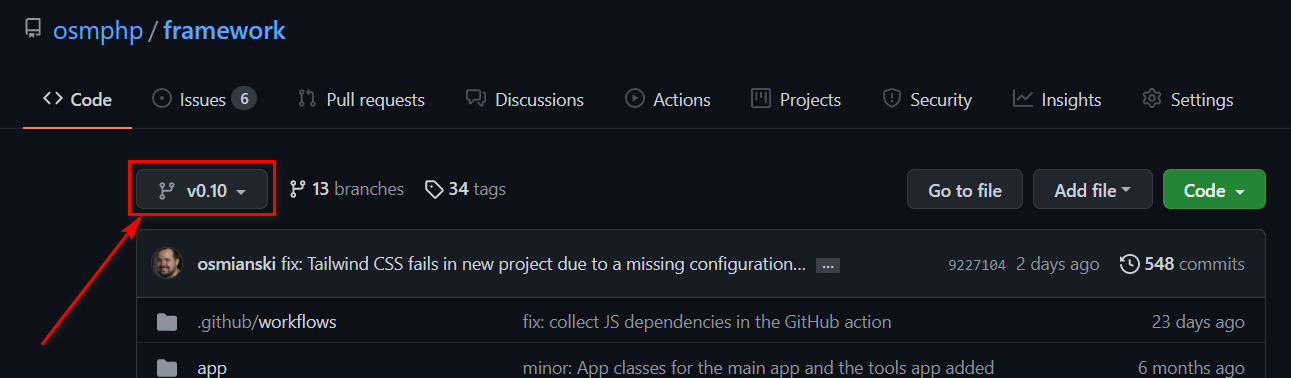 osmphp / framework
Code Issues 6 Pull requests Discussions Actions Projects Security Insights Settings
v0.10 13 branches 34 tags Go to file Add file Code
osmianski fix: Tailwind CSS fails in new project due to a missing configuration... ... 9227104 2 days ago 548 commits
.github/workflows fix: collect JS dependencies in the GitHub action 23 days ago
app minor: App classes for the main app and the tools app added 6 months ago